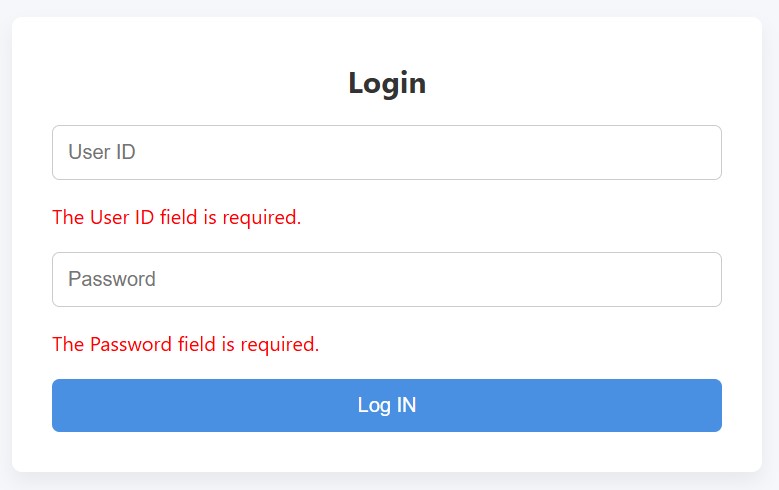 Login
User ID
The User ID field is required.
Password
The Password field is required.
Log IN